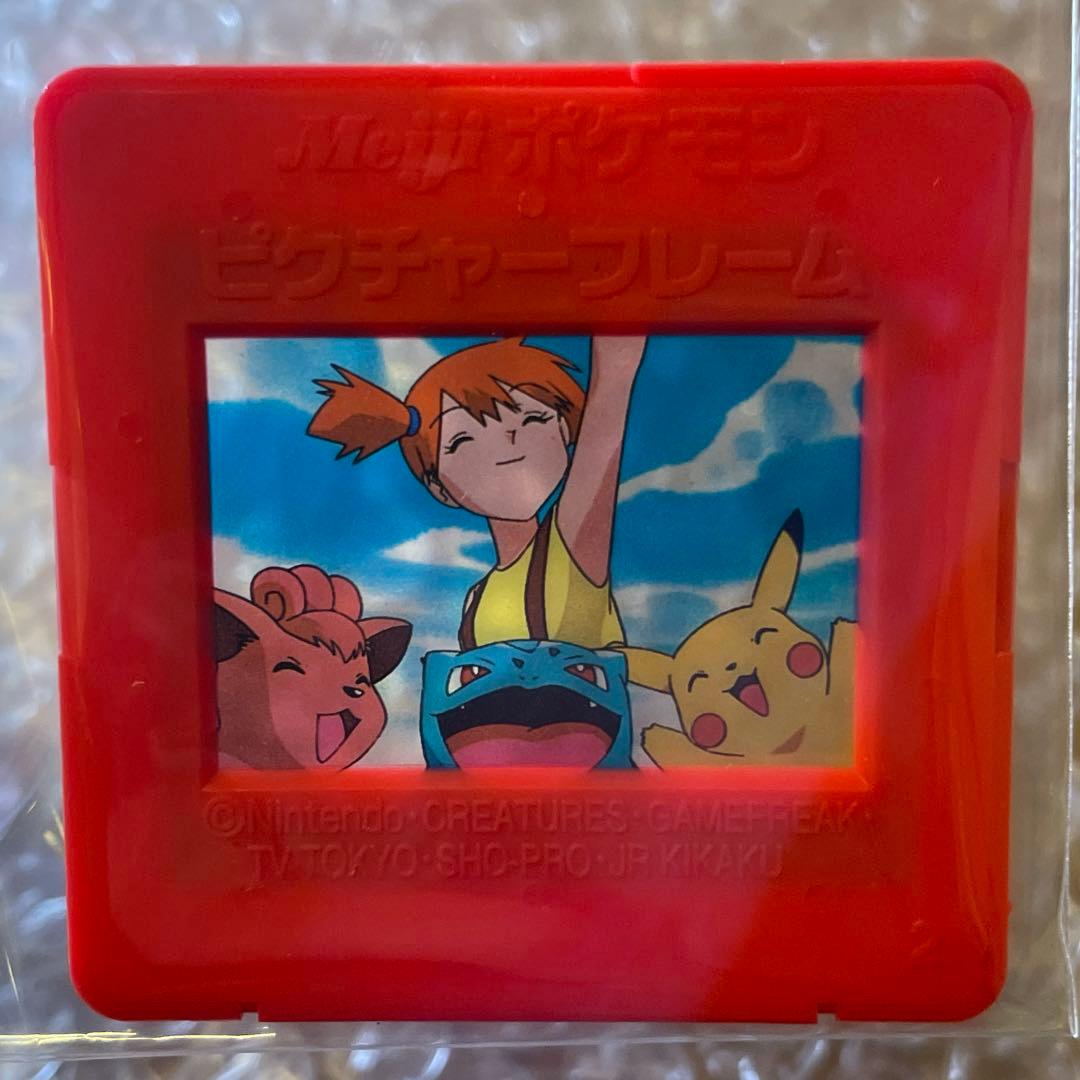 Meiji ポケモン
ピクチャーフレーム
©Nintendo・CREATURES・GAMEFREAK・
TV TOKYO・SHO-PRO・JR KIKAKU